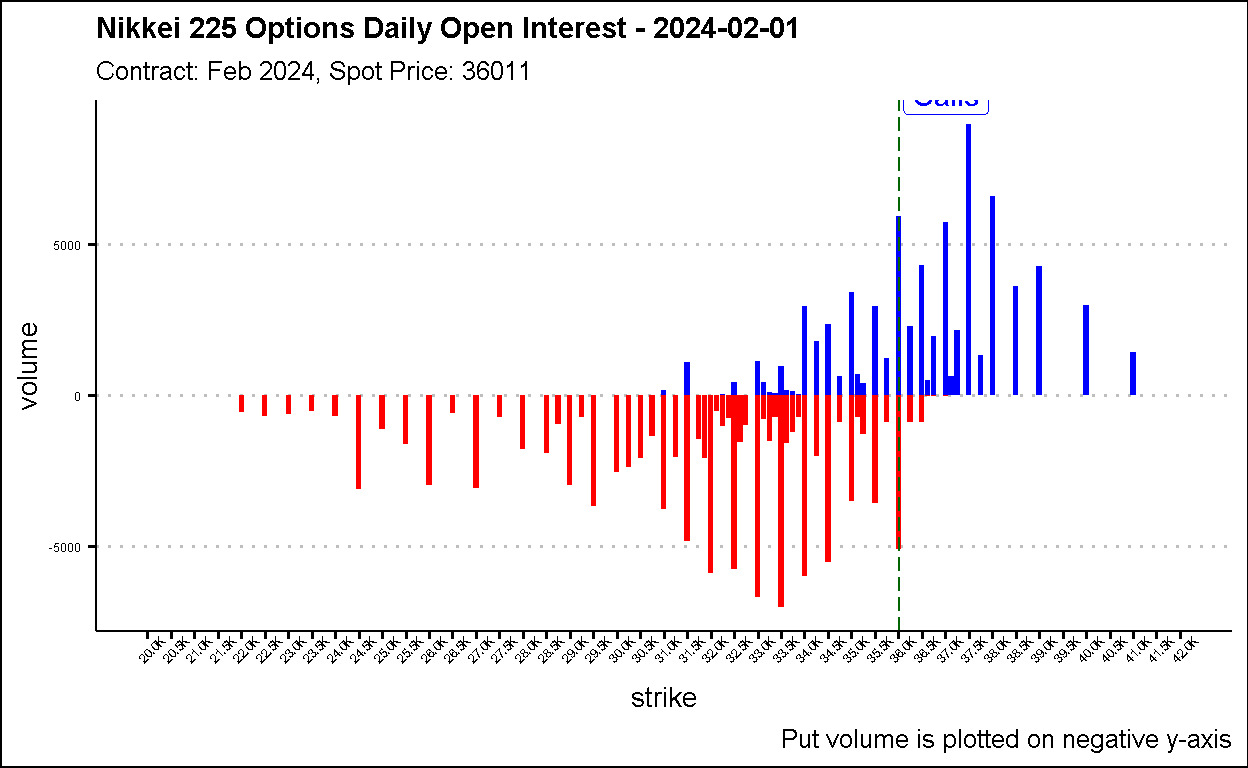 Nikkei 225 Options Daily Open Interest - 2024-02-01
Contract: Feb 2024, Spot Price: 36011
Calls
volume
5000
0
-5000
20.0K
20.5K
21.0K
21.5K
22.0K
22.5K
23.0K
23.5K
24.0K
24.5K
25.0K
25.5K
26.0K
26.5K
27.0K
27.5K
28.0K
28.5K
29.0K
29.5K
30.0K
30.5K
31.0K
31.5K
32.0K
32.5K
33.0K
33.5K
34.0K
34.5K
35.0K
35.5K
36.0K
36.5K
37.0K
37.5K
38.0K
38.5K
39.0K
39.5K
40.0K
40.5K
41.0K
41.5K
42.0K
strike
Put volume is plotted on negative y-axis